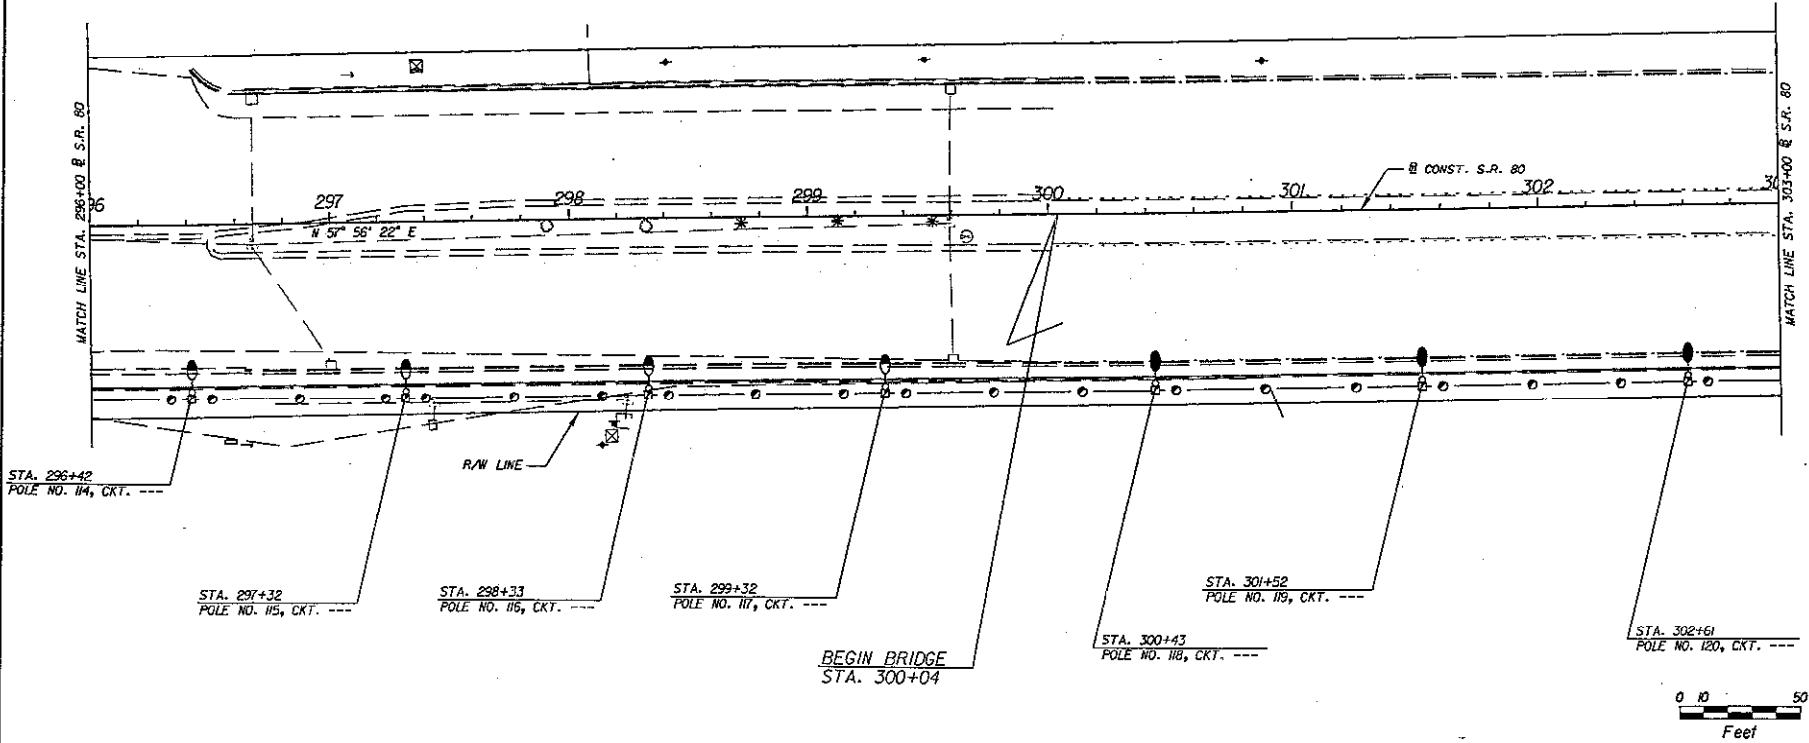 MATCH LINE STA. 296+00 ℄ S.R. 80
96
297
298
299
300
301
302
30
N 57° 56' 22" E
℄ CONST. S.R. 80
MATCH LINE STA. 303+00 ℄ S.R. 80
R/W LINE
STA. 296+42
POLE NO. 114, CKT. ---
STA. 297+32
POLE NO. 115, CKT. ---
STA. 298+33
POLE NO. 116, CKT. ---
STA. 299+32
POLE NO. 117, CKT. ---
BEGIN BRIDGE
STA. 300+04
STA. 300+43
POLE NO. 118, CKT. ---
STA. 301+52
POLE NO. 119, CKT. ---
STA. 302+61
POLE NO. 120, CKT. ---
0 10 50
Feet